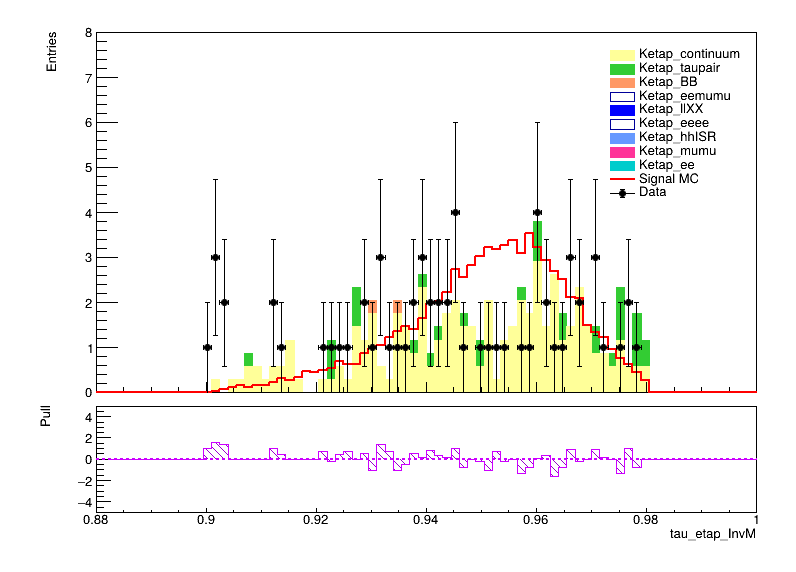 Entries
8
7
6
5
4
3
2
1
0
Ketap_continuum
Ketap_taupair
Ketap_BB
Ketap_eemumu
Ketap_llXX
Ketap_eeee
Ketap_hhISR
Ketap_mumu
Ketap_ee
Signal MC
Data
Pull
4
2
0
−2
−4
0.88
0.9
0.92
0.94
0.96
0.98
1
tau_etap_InvM